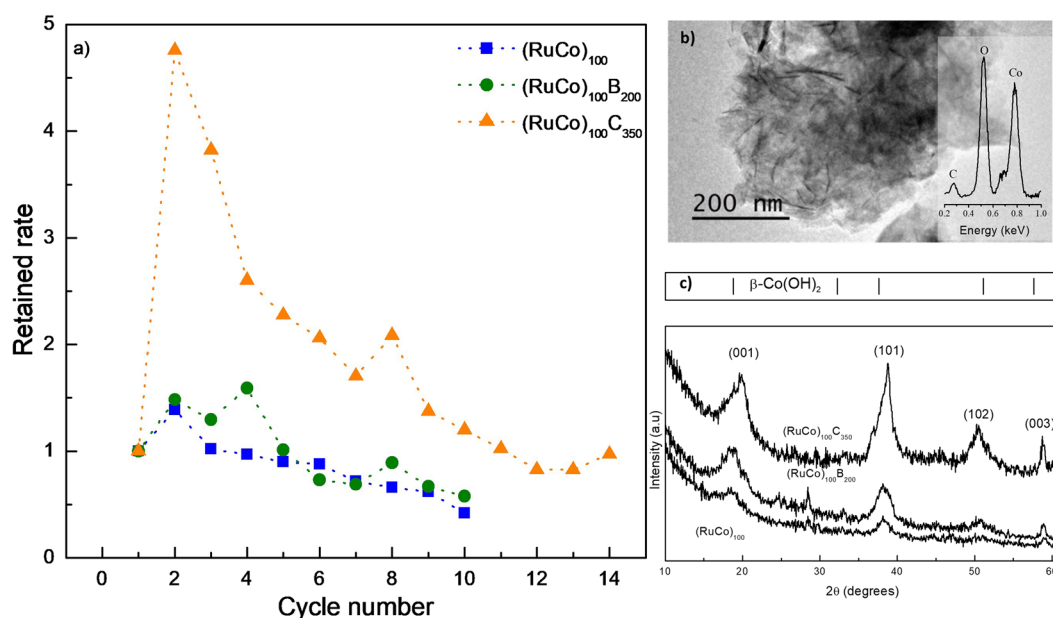 a)
5
4
3
2
1
0
Retained rate
0 2 4 6 8 10 12 14
Cycle number
(RuCo)₁₀₀
(RuCo)₁₀₀B₂₀₀
(RuCo)₁₀₀C₃₅₀
b)
200 nm
O
Co
C
0.2 0.4 0.6 0.8 1.0
Energy (keV)
c)
β-Co(OH)₂
(001)
(101)
(102)
(003)
(RuCo)₁₀₀C₃₅₀
(RuCo)₁₀₀B₂₀₀
(RuCo)₁₀₀
Intensity (a.u)
10 20 30 40 50 60
2θ (degrees)